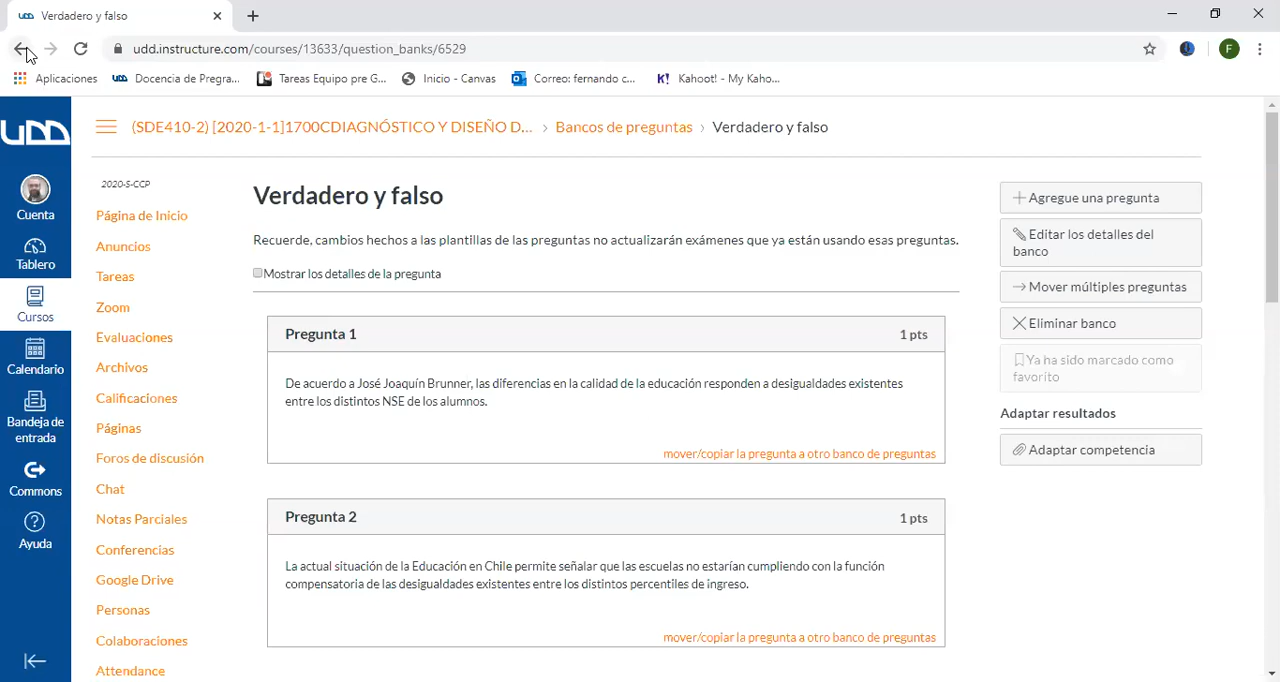 Verdadero y falso
udd.instructure.com/courses/13633/question_banks/6529
F
Aplicaciones
Docencia de Pregra...
Tareas Equipo pre G...
Inicio - Canvas
Correo: fernando c...
K! Kahoot! - My Kaho...
UDD
Cuenta
Tablero
Cursos
Calendario
Bandeja de
entrada
Commons
Ayuda
(SDE410-2) [2020-1-1]1700CDIAGNÓSTICO Y DISEÑO D... › Bancos de preguntas › Verdadero y falso
2020-S-CCP
Página de Inicio
Anuncios
Tareas
Zoom
Evaluaciones
Archivos
Calificaciones
Páginas
Foros de discusión
Chat
Notas Parciales
Conferencias
Google Drive
Personas
Colaboraciones
Attendance
Verdadero y falso
Recuerde, cambios hechos a las plantillas de las preguntas no actualizarán exámenes que ya están usando esas preguntas.
Mostrar los detalles de la pregunta
Pregunta 1 1 pts
De acuerdo a José Joaquín Brunner, las diferencias en la calidad de la educación responden a desigualdades existentes
entre los distintos NSE de los alumnos.
mover/copiar la pregunta a otro banco de preguntas
Pregunta 2 1 pts
La actual situación de la Educación en Chile permite señalar que las escuelas no estarían cumpliendo con la función
compensatoria de las desigualdades existentes entre los distintos percentiles de ingreso.
mover/copiar la pregunta a otro banco de preguntas
Agregue una pregunta
Editar los detalles del
banco
Mover múltiples preguntas
Eliminar banco
Ya ha sido marcado como
favorito
Adaptar resultados
Adaptar competencia